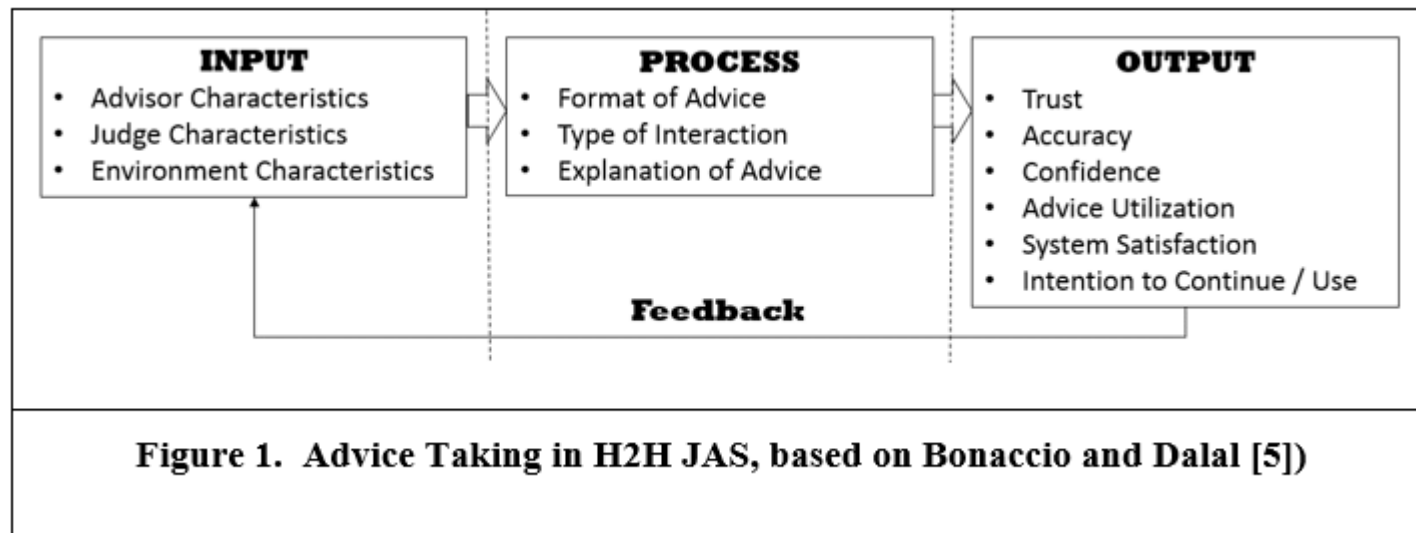 INPUT
• Advisor Characteristics
• Judge Characteristics
• Environment Characteristics
PROCESS
• Format of Advice
• Type of Interaction
• Explanation of Advice
OUTPUT
• Trust
• Accuracy
• Confidence
• Advice Utilization
• System Satisfaction
• Intention to Continue / Use
Feedback
Figure 1. Advice Taking in H2H JAS, based on Bonaccio and Dalal [5])